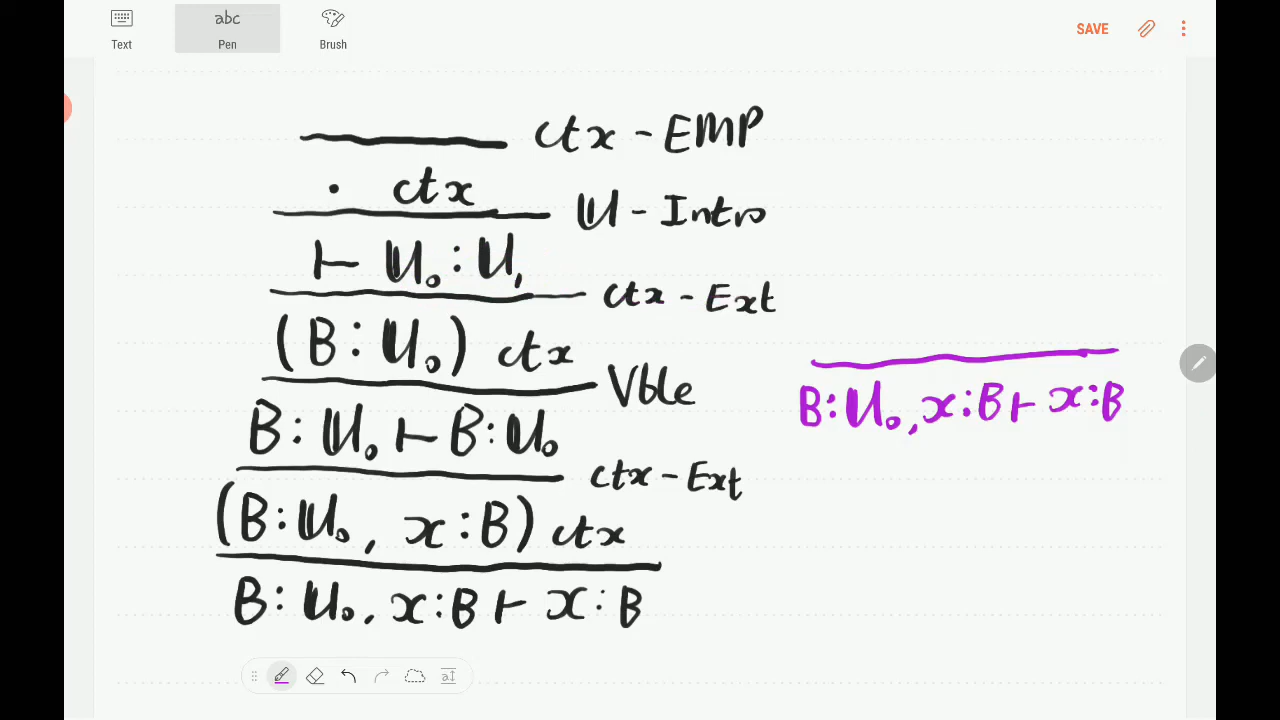 Text
abc
Pen
Brush
SAVE
ctx - EMP
· ctx
U - Intro
⊢ U₀ : U₁
ctx - Ext
(B : U₀) ctx
Vble
B : U₀ ⊢ B : U₀
ctx - Ext
(B : U₀, x : B) ctx
B : U₀, x : B ⊢ x : B
B : U₀, x : B ⊢ x : B